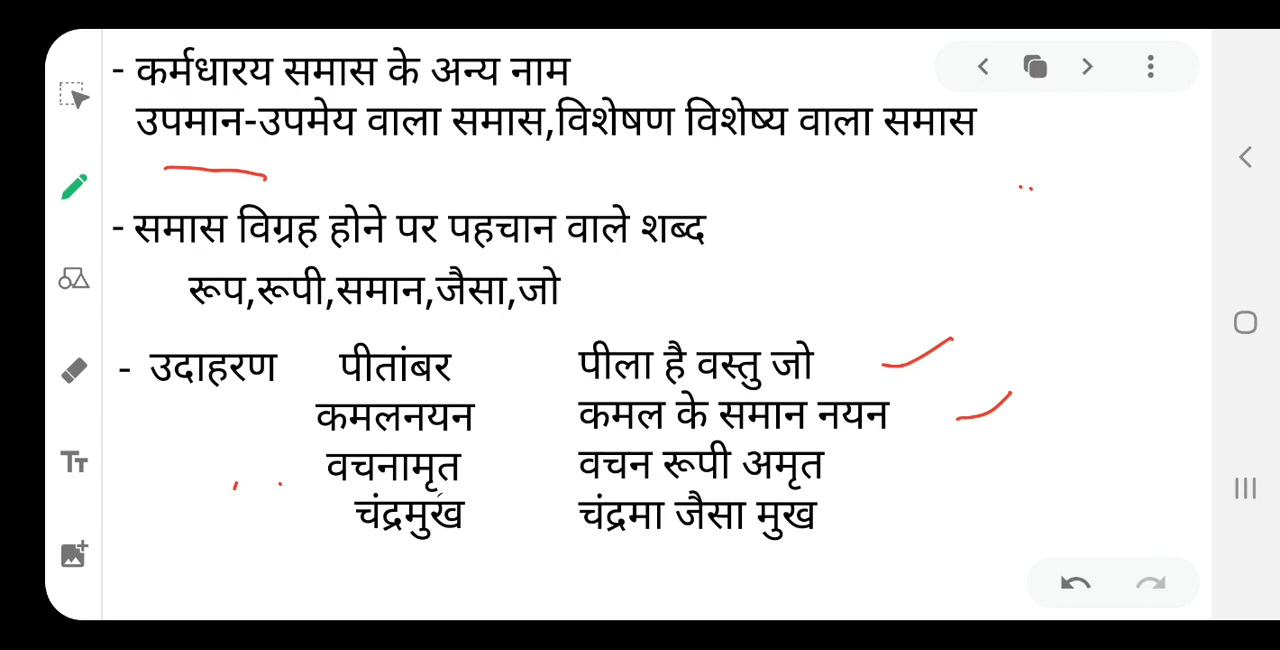 - कर्मधारय समास के अन्य नाम
उपमान-उपमेय वाला समास,विशेषण विशेष्य वाला समास
- समास विग्रह होने पर पहचान वाले शब्द
रूप,रूपी,समान,जैसा,जो
- उदाहरण पीतांबर पीला है वस्तु जो
कमलनयन कमल के समान नयन
वचनामृत वचन रूपी अमृत
चंद्रमुख चंद्रमा जैसा मुख